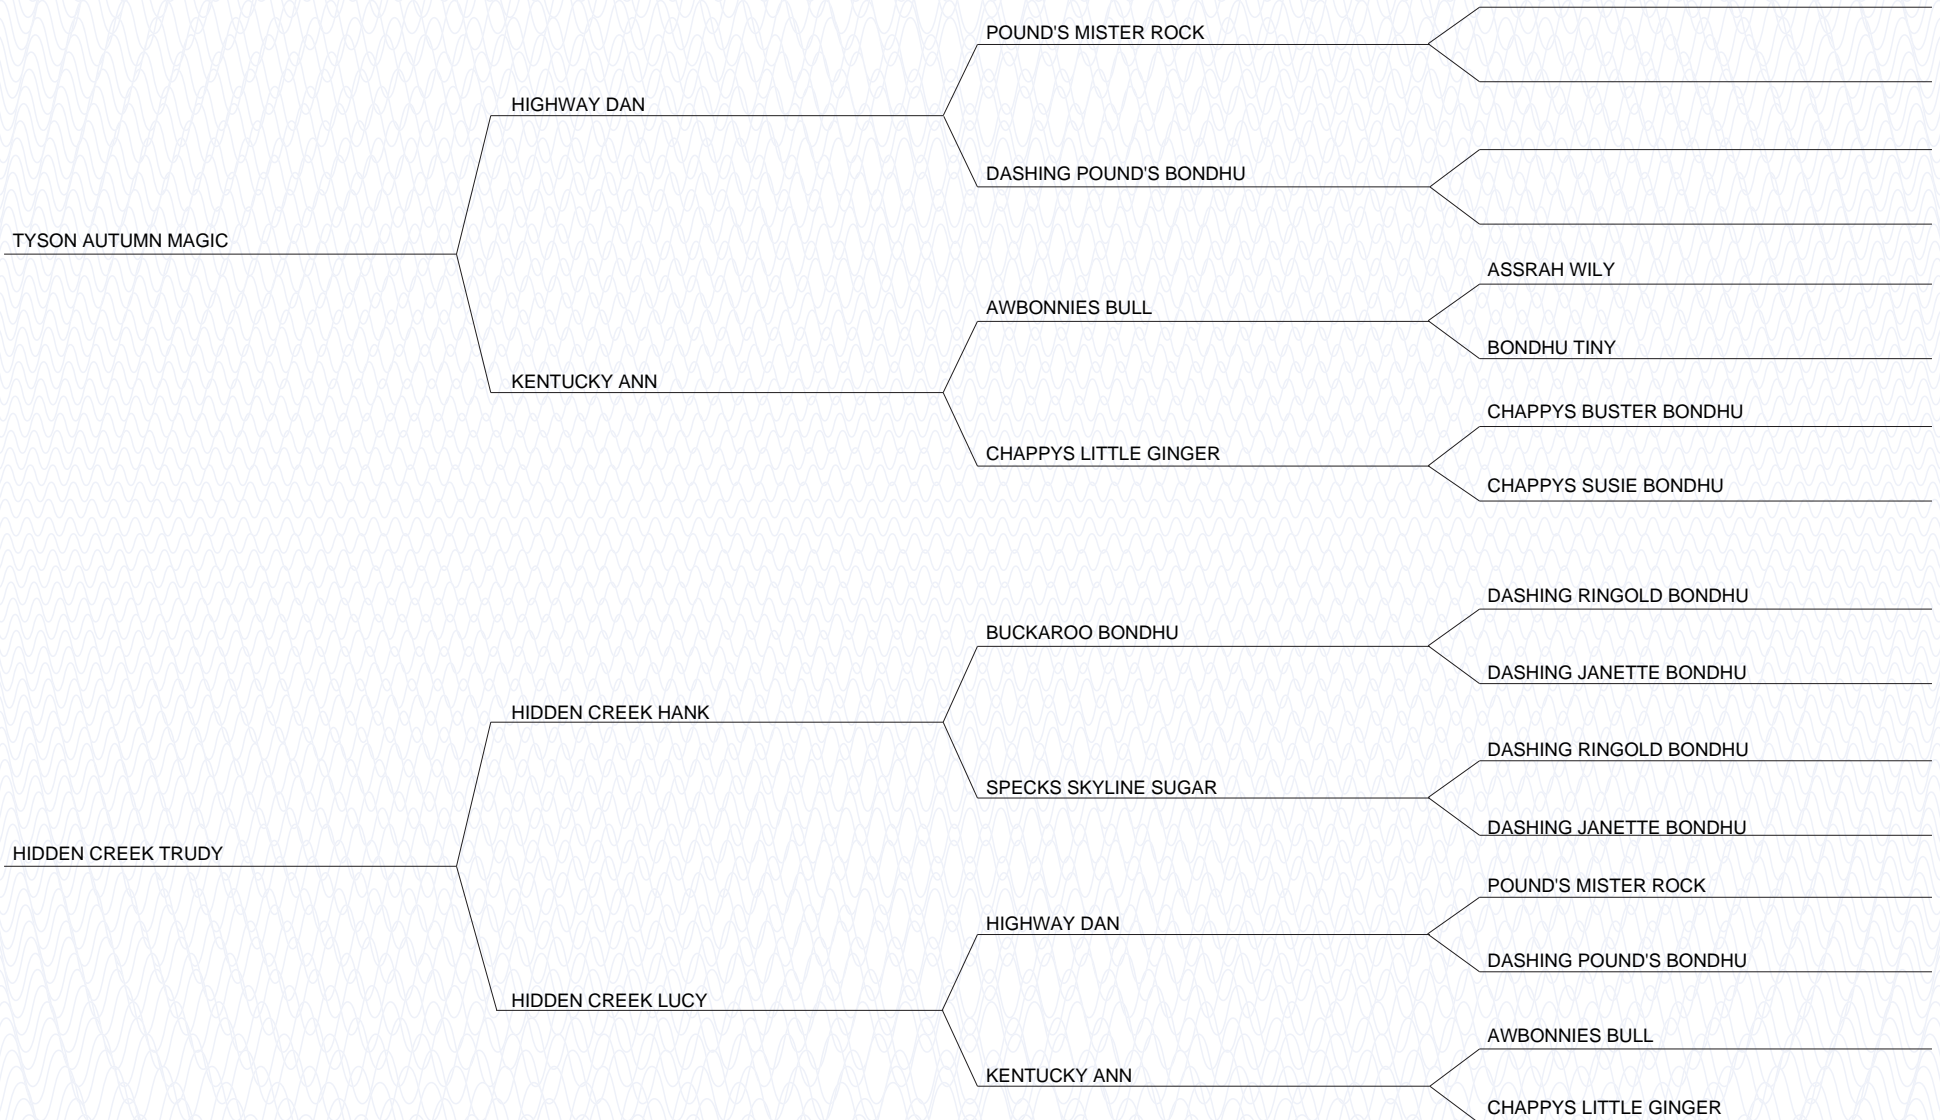 POUND'S MISTER ROCK
HIGHWAY DAN
DASHING POUND'S BONDHU
TYSON AUTUMN MAGIC
ASSRAH WILY
AWBONNIES BULL
BONDHU TINY
KENTUCKY ANN
CHAPPYS BUSTER BONDHU
CHAPPYS LITTLE GINGER
CHAPPYS SUSIE BONDHU
DASHING RINGOLD BONDHU
BUCKAROO BONDHU
DASHING JANETTE BONDHU
HIDDEN CREEK HANK
DASHING RINGOLD BONDHU
SPECKS SKYLINE SUGAR
DASHING JANETTE BONDHU
HIDDEN CREEK TRUDY
POUND'S MISTER ROCK
HIGHWAY DAN
DASHING POUND'S BONDHU
HIDDEN CREEK LUCY
AWBONNIES BULL
KENTUCKY ANN
CHAPPYS LITTLE GINGER